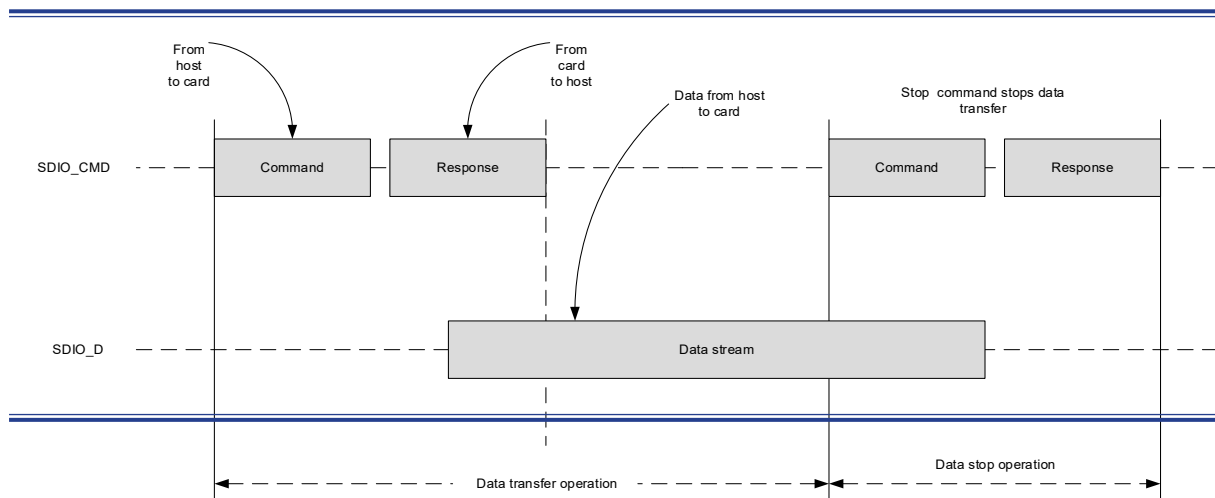 From
host
to card
From
card
to host
Data from host
to card
Stop command stops data
transfer
SDIO_CMD
Command
Response
Command
Response
SDIO_D
Data stream
Data transfer operation
Data stop operation